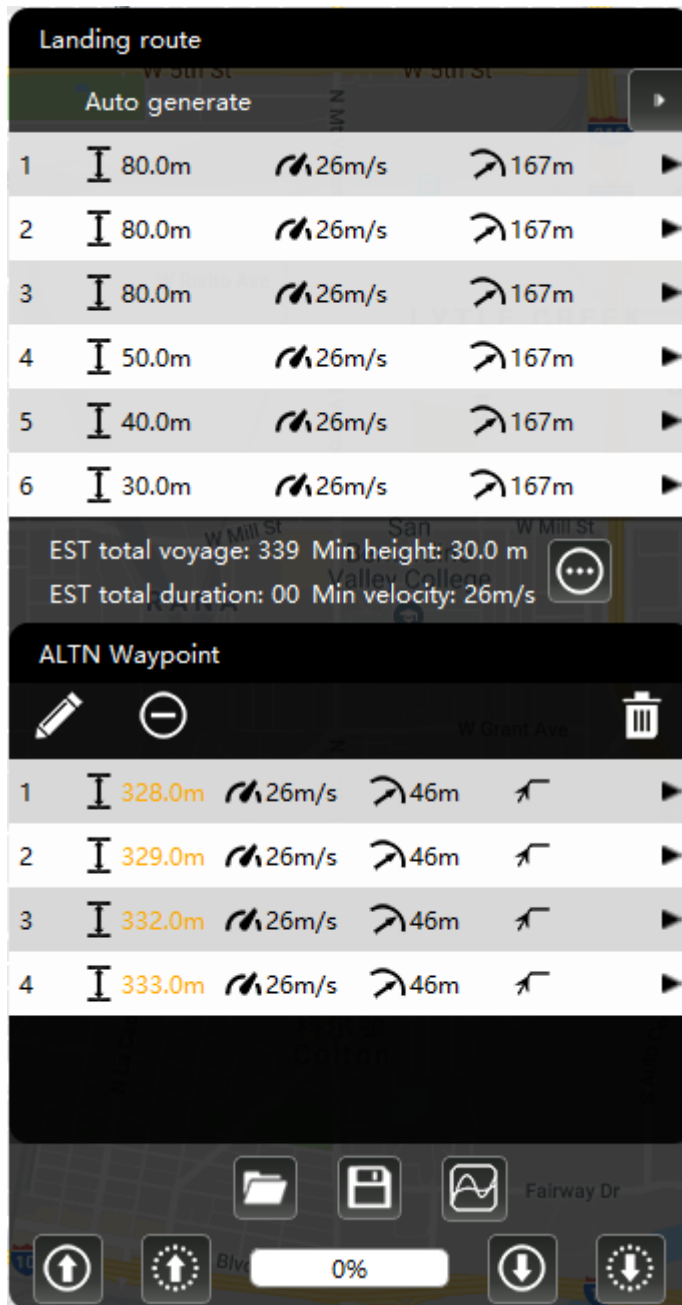 Landing route
W 5th St W 5th St
Auto generate
1 80.0m 26m/s 167m
2 80.0m 26m/s 167m
3 80.0m 26m/s 167m
4 50.0m 26m/s 167m
5 40.0m 26m/s 167m
6 30.0m 26m/s 167m
W Mill St San W Mill St
EST total voyage: 339 Min height: 30.0 m
Valley College
EST total duration: 00 Min velocity: 26m/s
ALTN Waypoint
W Grant Ave
1 328.0m 26m/s 46m
2 329.0m 26m/s 46m
3 332.0m 26m/s 46m
4 333.0m 26m/s 46m
Colton
Fairway Dr
0%